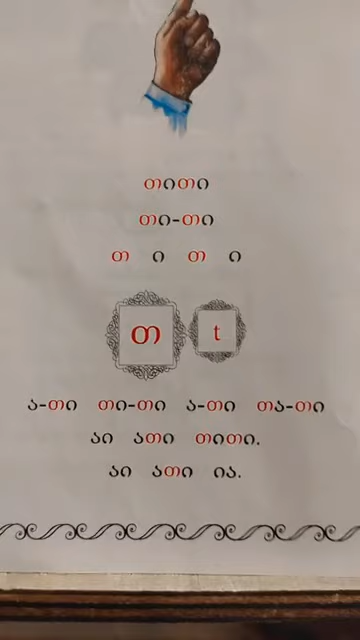 თითი
თი-თი
თ ი თ ი
თ t
ა-თი თი-თი ა-თი თა-თი
აი ათი თითი.
აი ათი ია.